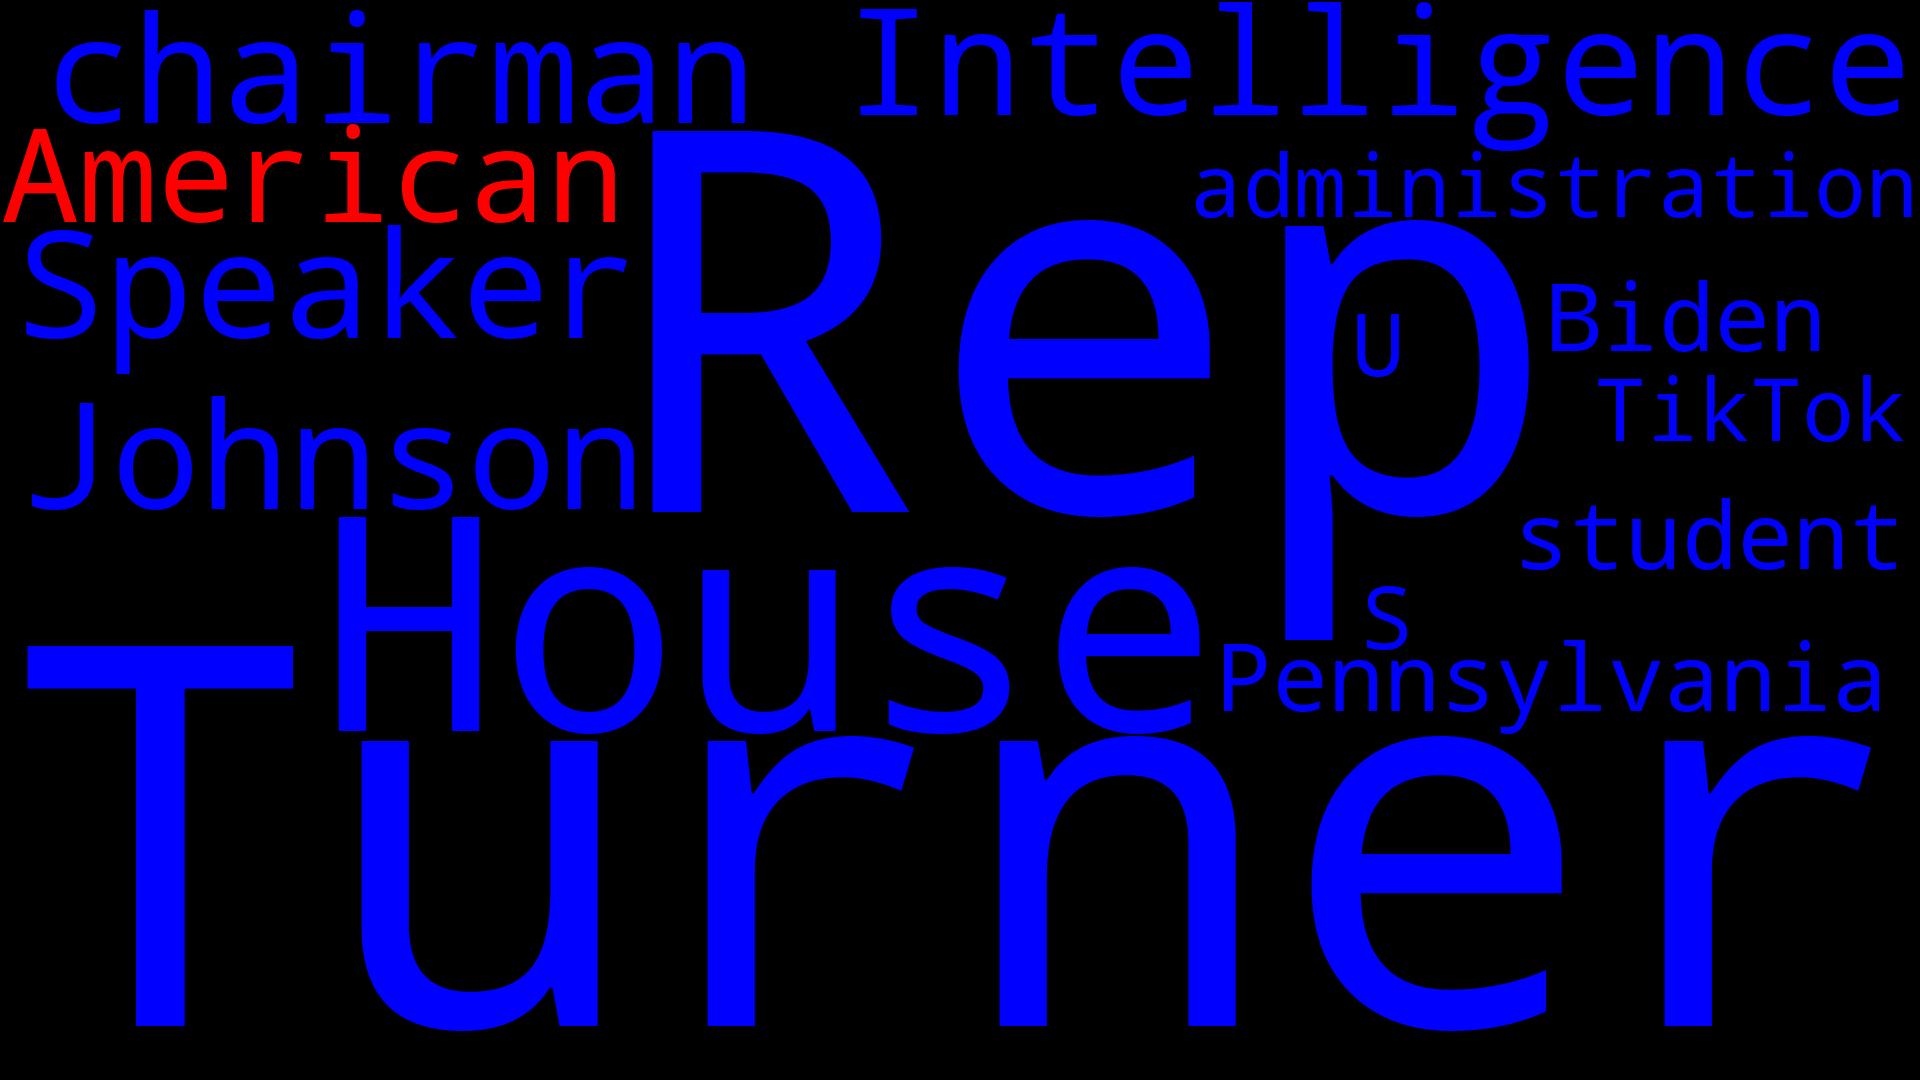 chairman Intelligence
American administration
Speaker Rep Biden
U
TikTok
Johnson
student
House S
Pennsylvania
Turner